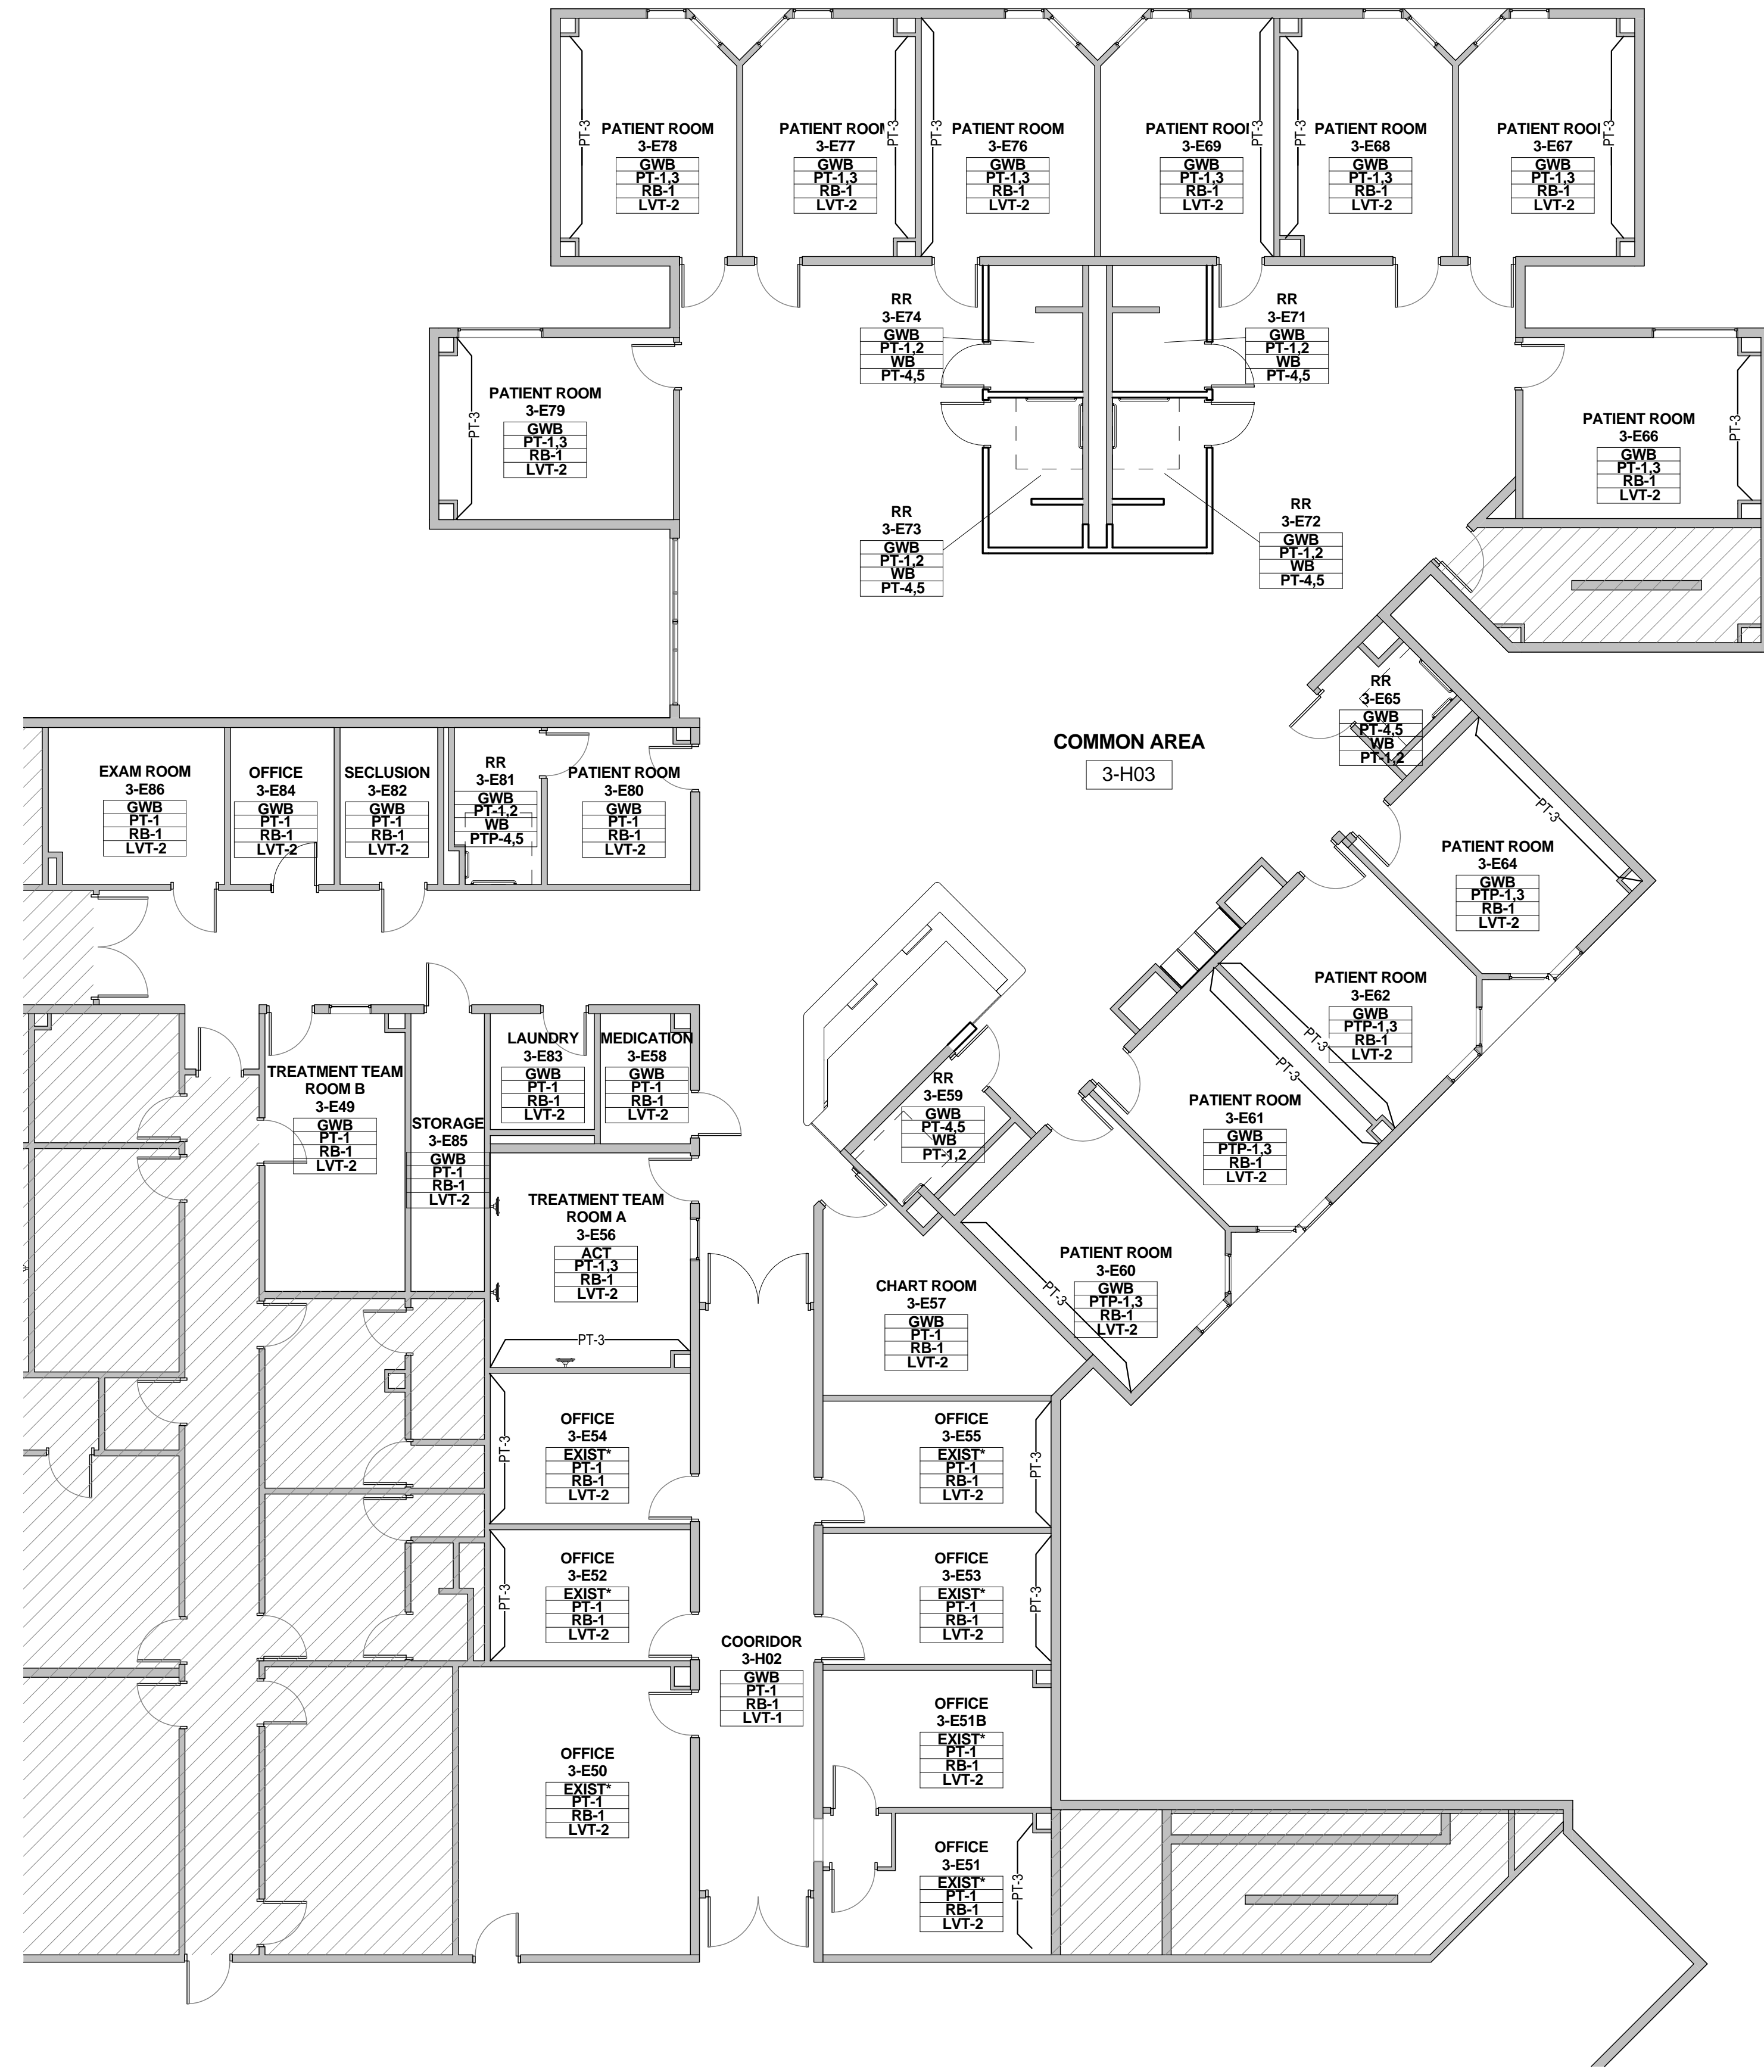 PATIENT ROOM
3-E78
GWB
PT-1,3
RB-1
LVT-2
PT-3
PATIENT ROOM
3-E77
GWB
PT-1,3
RB-1
LVT-2
PT-3
PATIENT ROOM
3-E76
GWB
PT-1,3
RB-1
LVT-2
PT-3
PATIENT ROO
3-E69
GWB
PT-1,3
RB-1
LVT-2
PT-3
PATIENT ROOM
3-E68
GWB
PT-1,3
RB-1
LVT-2
PT-3
PATIENT ROO
3-E67
GWB
PT-1,3
RB-1
LVT-2
PT-3
RR
3-E74
GWB
PT-1,2
WB
PT-4,5
RR
3-E71
GWB
PT-1,2
WB
PT-4,5
PATIENT ROOM
3-E79
GWB
PT-1,3
RB-1
LVT-2
PT-3
PATIENT ROOM
3-E66
GWB
PT-1,3
RB-1
LVT-2
PT-3
RR
3-E73
GWB
PT-1,2
WB
PT-4,5
RR
3-E72
GWB
PT-1,2
WB
PT-4,5
RR
3-E65
GWB
PT-4,5
WB
PT-1,2
COMMON AREA
3-H03
EXAM ROOM
3-E86
GWB
PT-1
RB-1
LVT-2
OFFICE
3-E84
GWB
PT-1
RB-1
LVT-2
SECLUSION
3-E82
GWB
PT-1
RB-1
LVT-2
RR
3-E81
GWB
PT-1,2
WB
PTP-4,5
PATIENT ROOM
3-E80
GWB
PT-1
RB-1
LVT-2
PT-3
PATIENT ROOM
3-E64
GWB
PTP-1,3
RB-1
LVT-2
PATIENT ROOM
3-E62
GWB
PTP-1,3
RB-1
LVT-2
PT-3
PT-3
PATIENT ROOM
3-E61
GWB
PTP-1,3
RB-1
LVT-2
TREATMENT TEAM
ROOM B
3-E49
GWB
PT-1
RB-1
LVT-2
LAUNDRY
3-E83
GWB
PT-1
RB-1
LVT-2
MEDICATION
3-E58
GWB
PT-1
RB-1
LVT-2
RR
3-E59
GWB
PT-4,5
WB
PT-1,2
STORAGE
3-E85
GWB
PT-1
RB-1
LVT-2
TREATMENT TEAM
ROOM A
3-E56
ACT
PT-1,3
RB-1
LVT-2
PT-3
CHART ROOM
3-E57
GWB
PT-1
RB-1
LVT-2
PATIENT ROOM
3-E60
GWB
PTP-1,3
RB-1
LVT-2
PT-3
OFFICE
3-E54
EXIST*
PT-1
RB-1
LVT-2
PT-3
OFFICE
3-E55
EXIST*
PT-1
RB-1
LVT-2
PT-3
OFFICE
3-E52
EXIST*
PT-1
RB-1
LVT-2
PT-3
OFFICE
3-E53
EXIST*
PT-1
RB-1
LVT-2
PT-3
COORIDOR
3-H02
GWB
PT-1
RB-1
LVT-1
OFFICE
3-E51B
EXIST*
PT-1
RB-1
LVT-2
OFFICE
3-E50
EXIST*
PT-1
RB-1
LVT-2
OFFICE
3-E51
EXIST*
PT-1
RB-1
LVT-2
PT-3